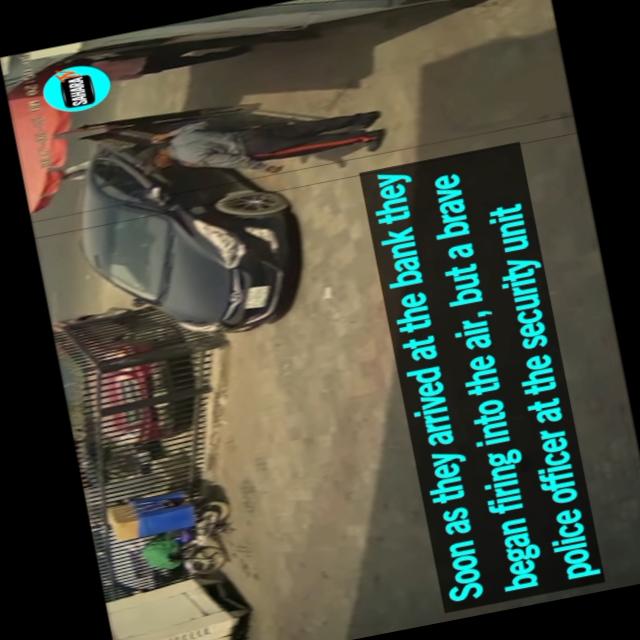 SAHARA
Soon as they arrived at the bank they
began firing into the air, but a brave
police officer at the security unit